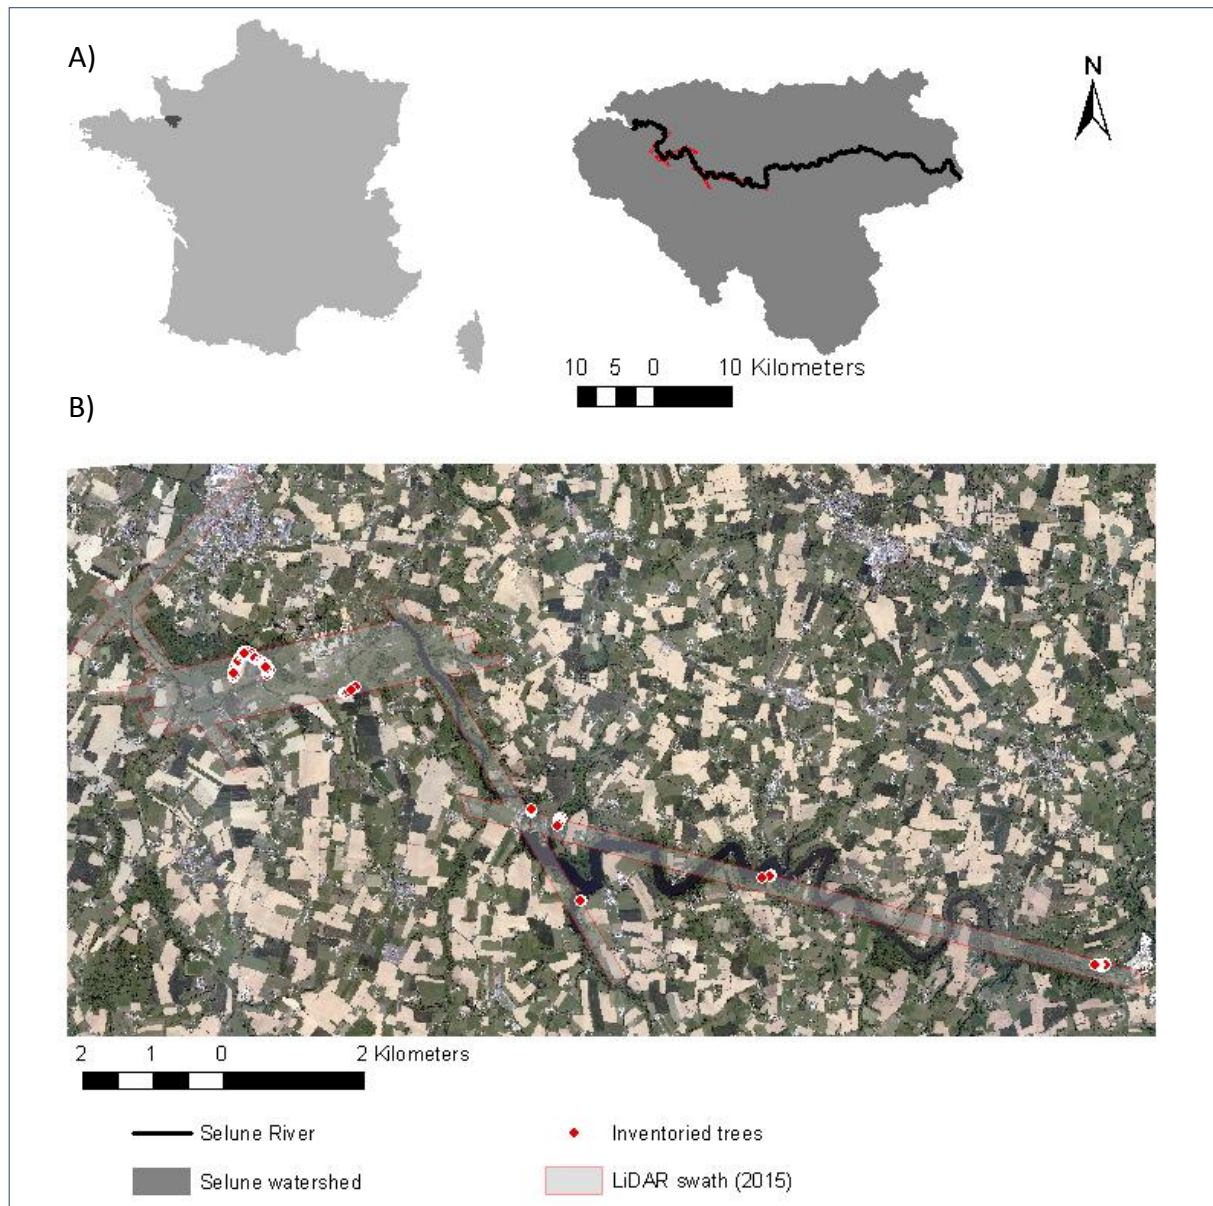 A)
N
10 5 0 10 Kilometers
B)
2 1 0 2 Kilometers
Selune River
Inventoried trees
Selune watershed
LiDAR swath (2015)